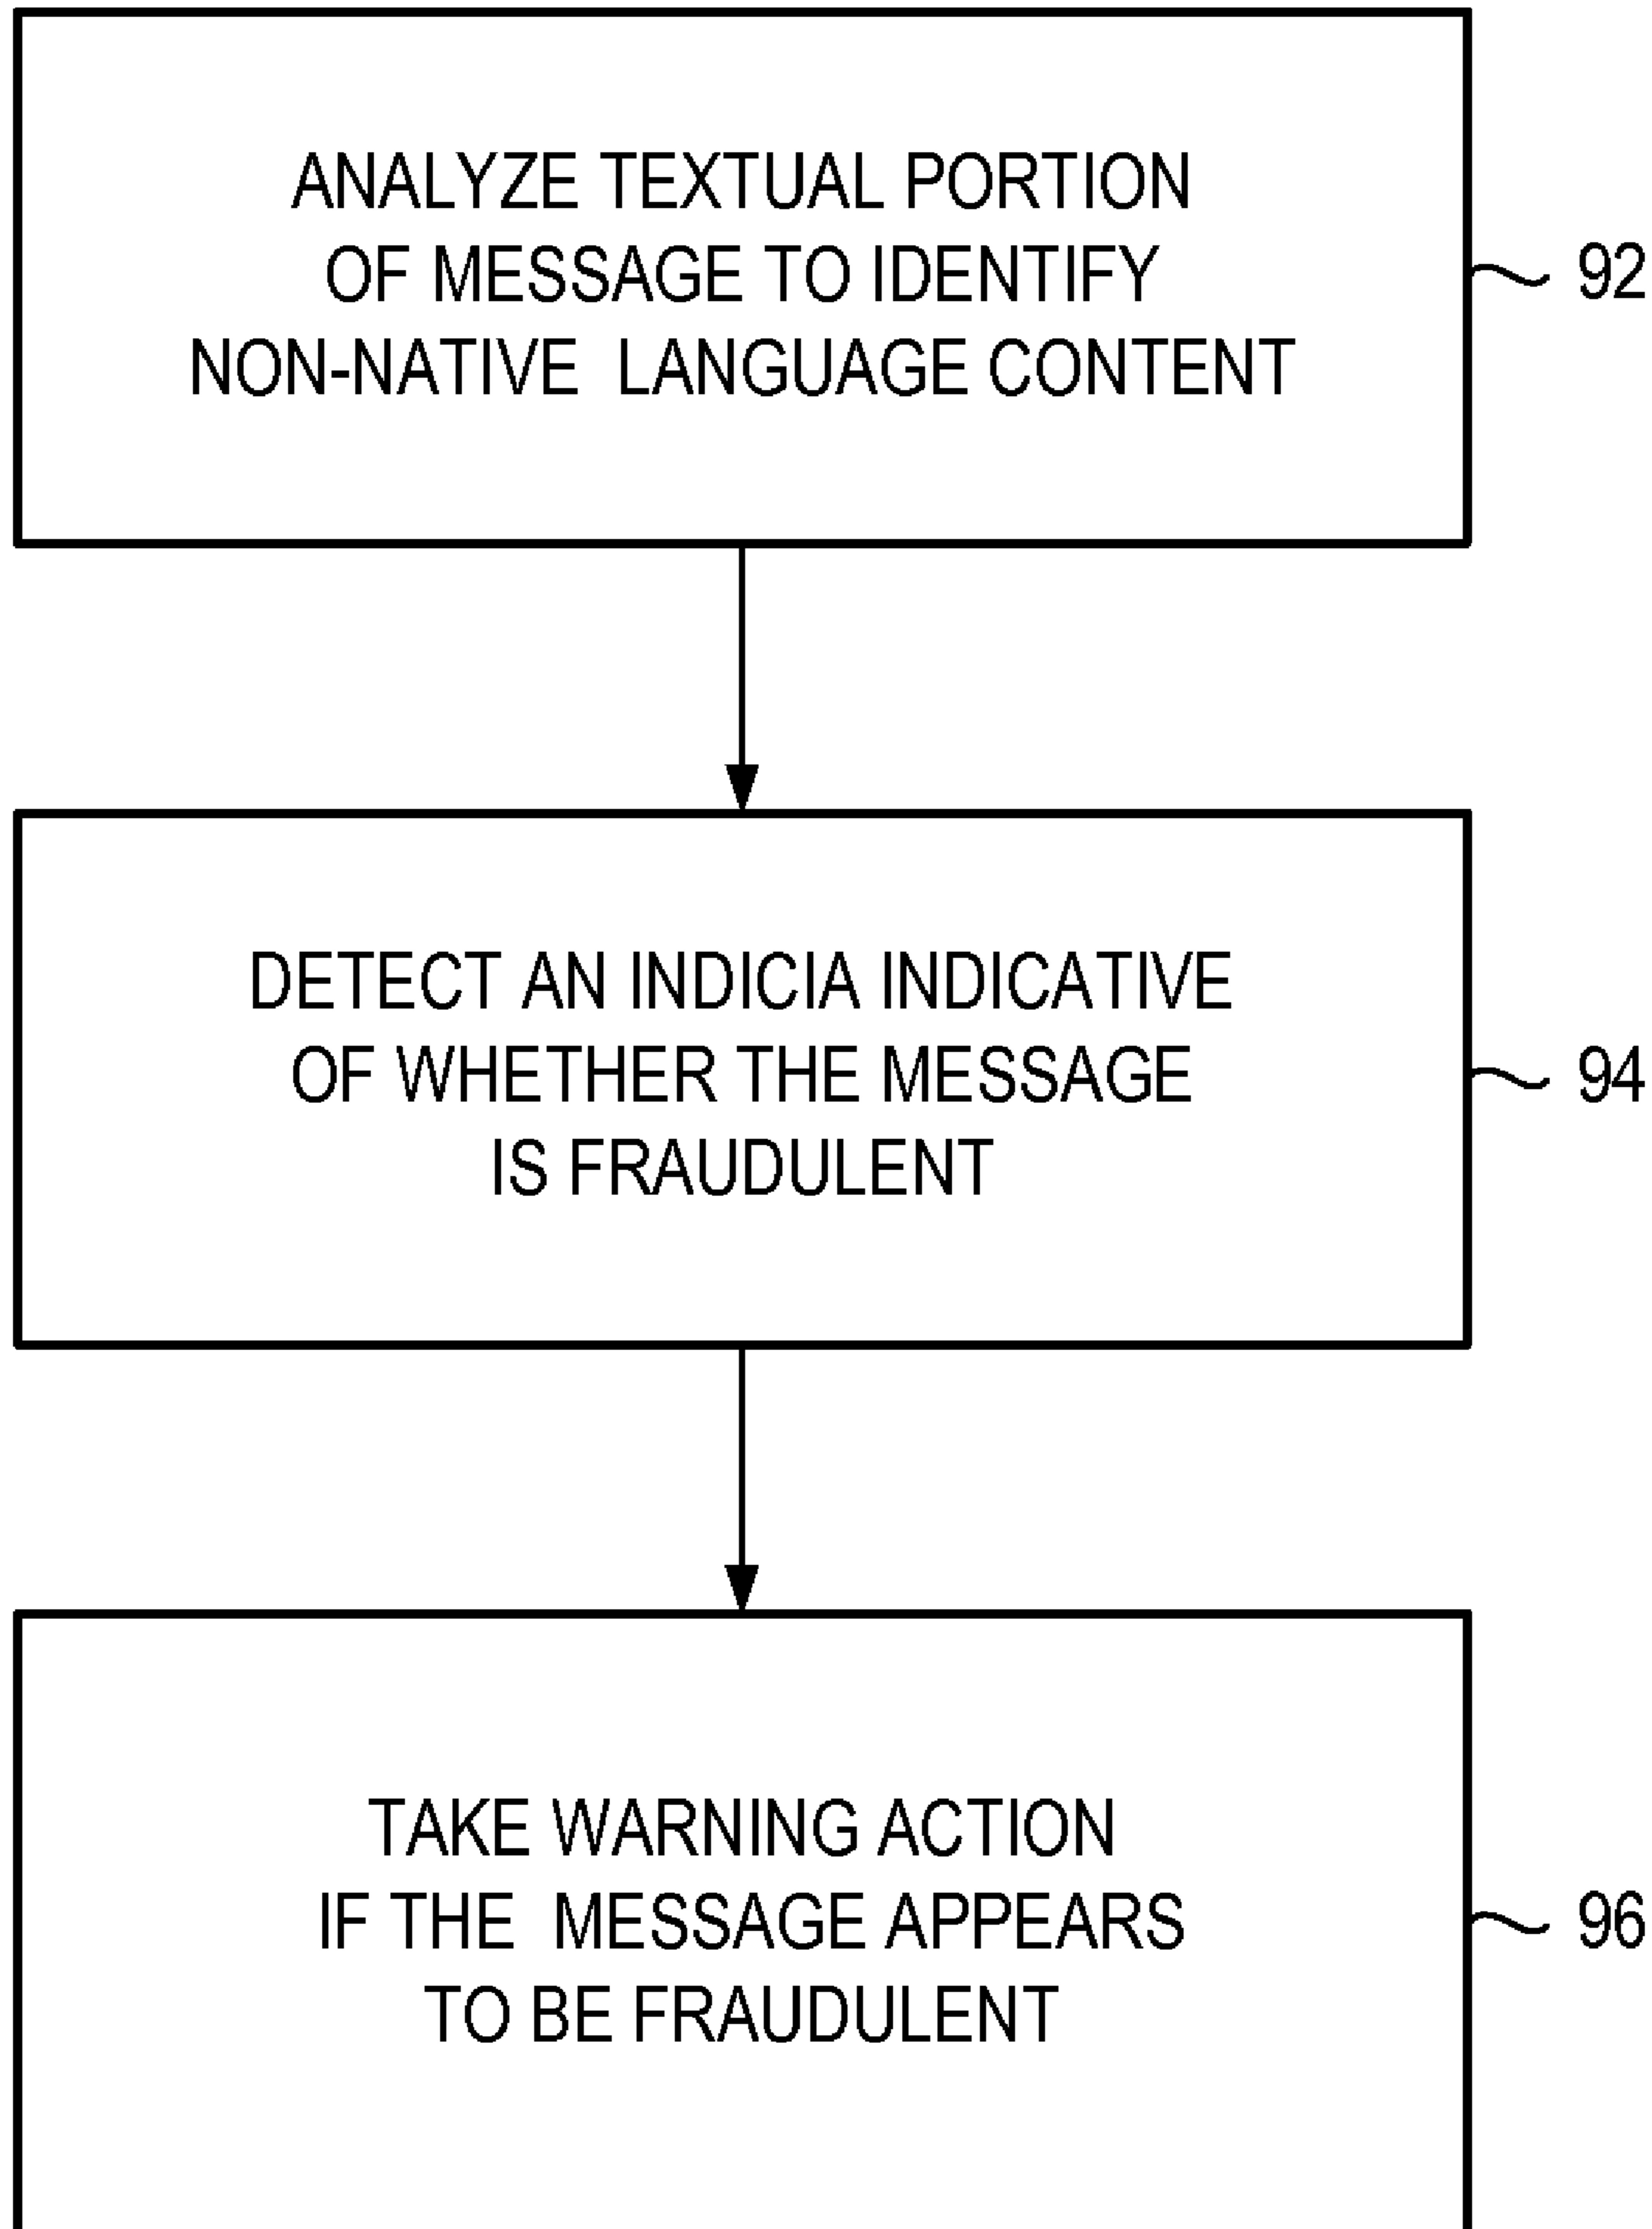 ANALYZE TEXTUAL PORTION
OF MESSAGE TO IDENTIFY
NON-NATIVE LANGUAGE CONTENT
92
DETECT AN INDICIA INDICATIVE
OF WHETHER THE MESSAGE
IS FRAUDULENT
94
TAKE WARNING ACTION
IF THE MESSAGE APPEARS
TO BE FRAUDULENT
96